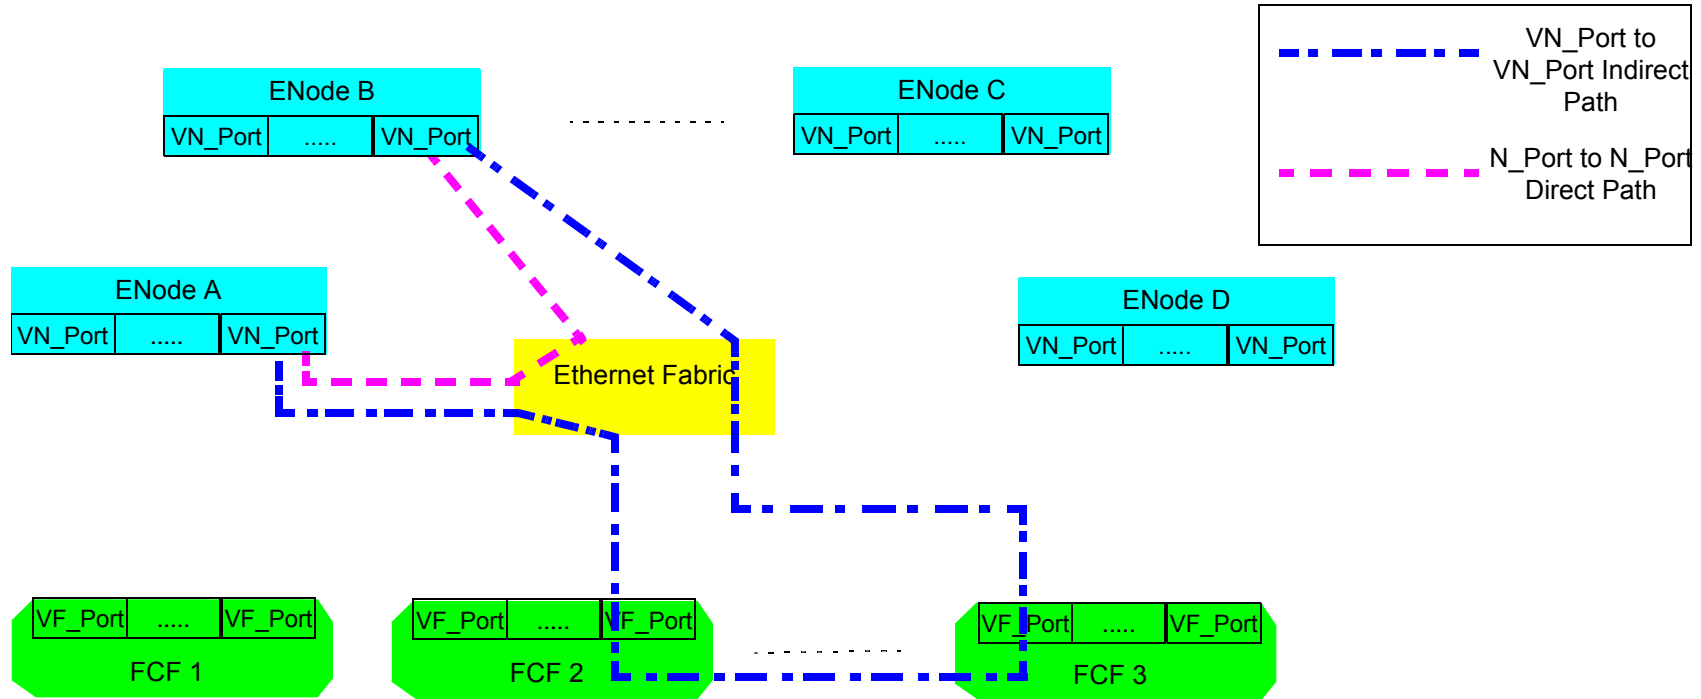 VN_Port to
VN_Port Indirect
Path
N_Port to N_Port
Direct Path
ENode B
VN_Port ..... VN_Port
ENode C
VN_Port ..... VN_Port
ENode A
VN_Port ..... VN_Port
ENode D
VN_Port ..... VN_Port
Ethernet Fabric
VF_Port ..... VF_Port
FCF 1
VF_Port ..... VF_Port
FCF 2
VF_Port ..... VF_Port
FCF 3